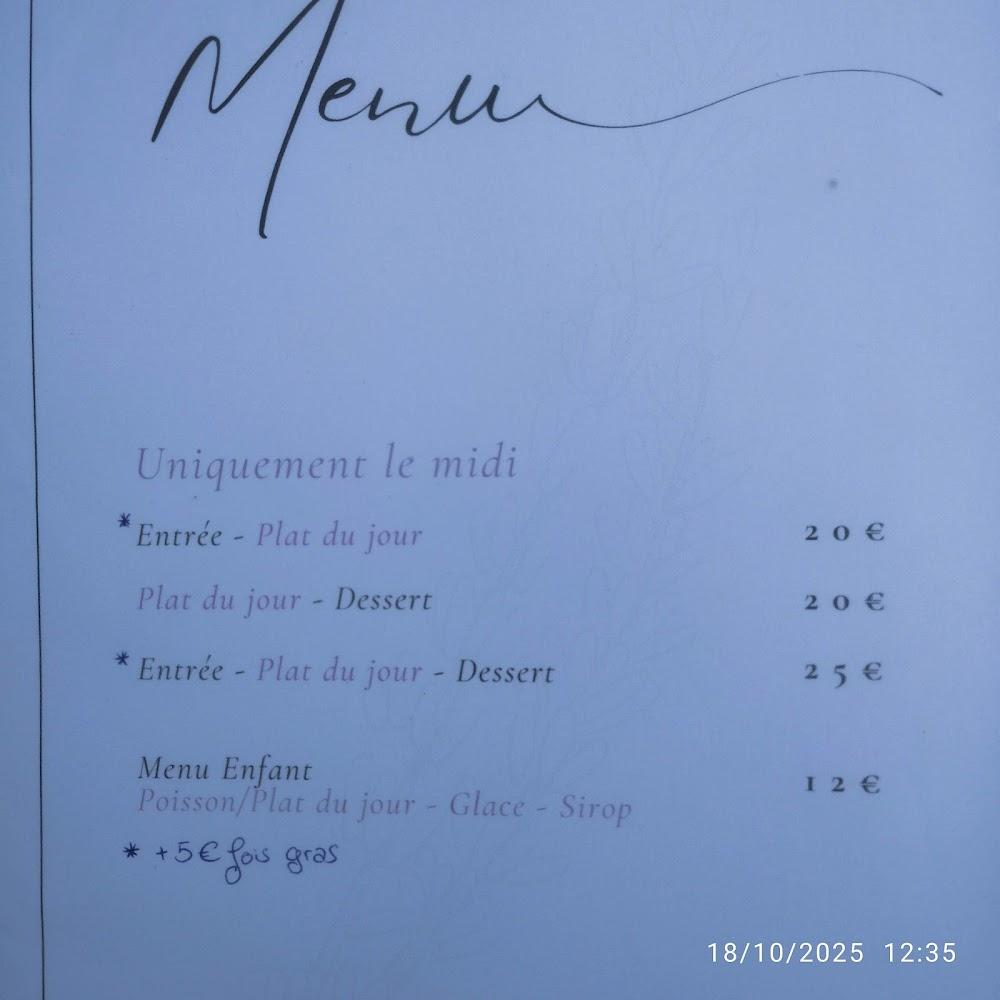 Menu
Uniquement le midi
* Entrée - Plat du jour 20 €
Plat du jour - Dessert 20 €
* Entrée - Plat du jour - Dessert 25 €
Menu Enfant
Poisson/Plat du jour - Glace - Sirop 12 €
* +5€ fois gras
18/10/2025 12:35